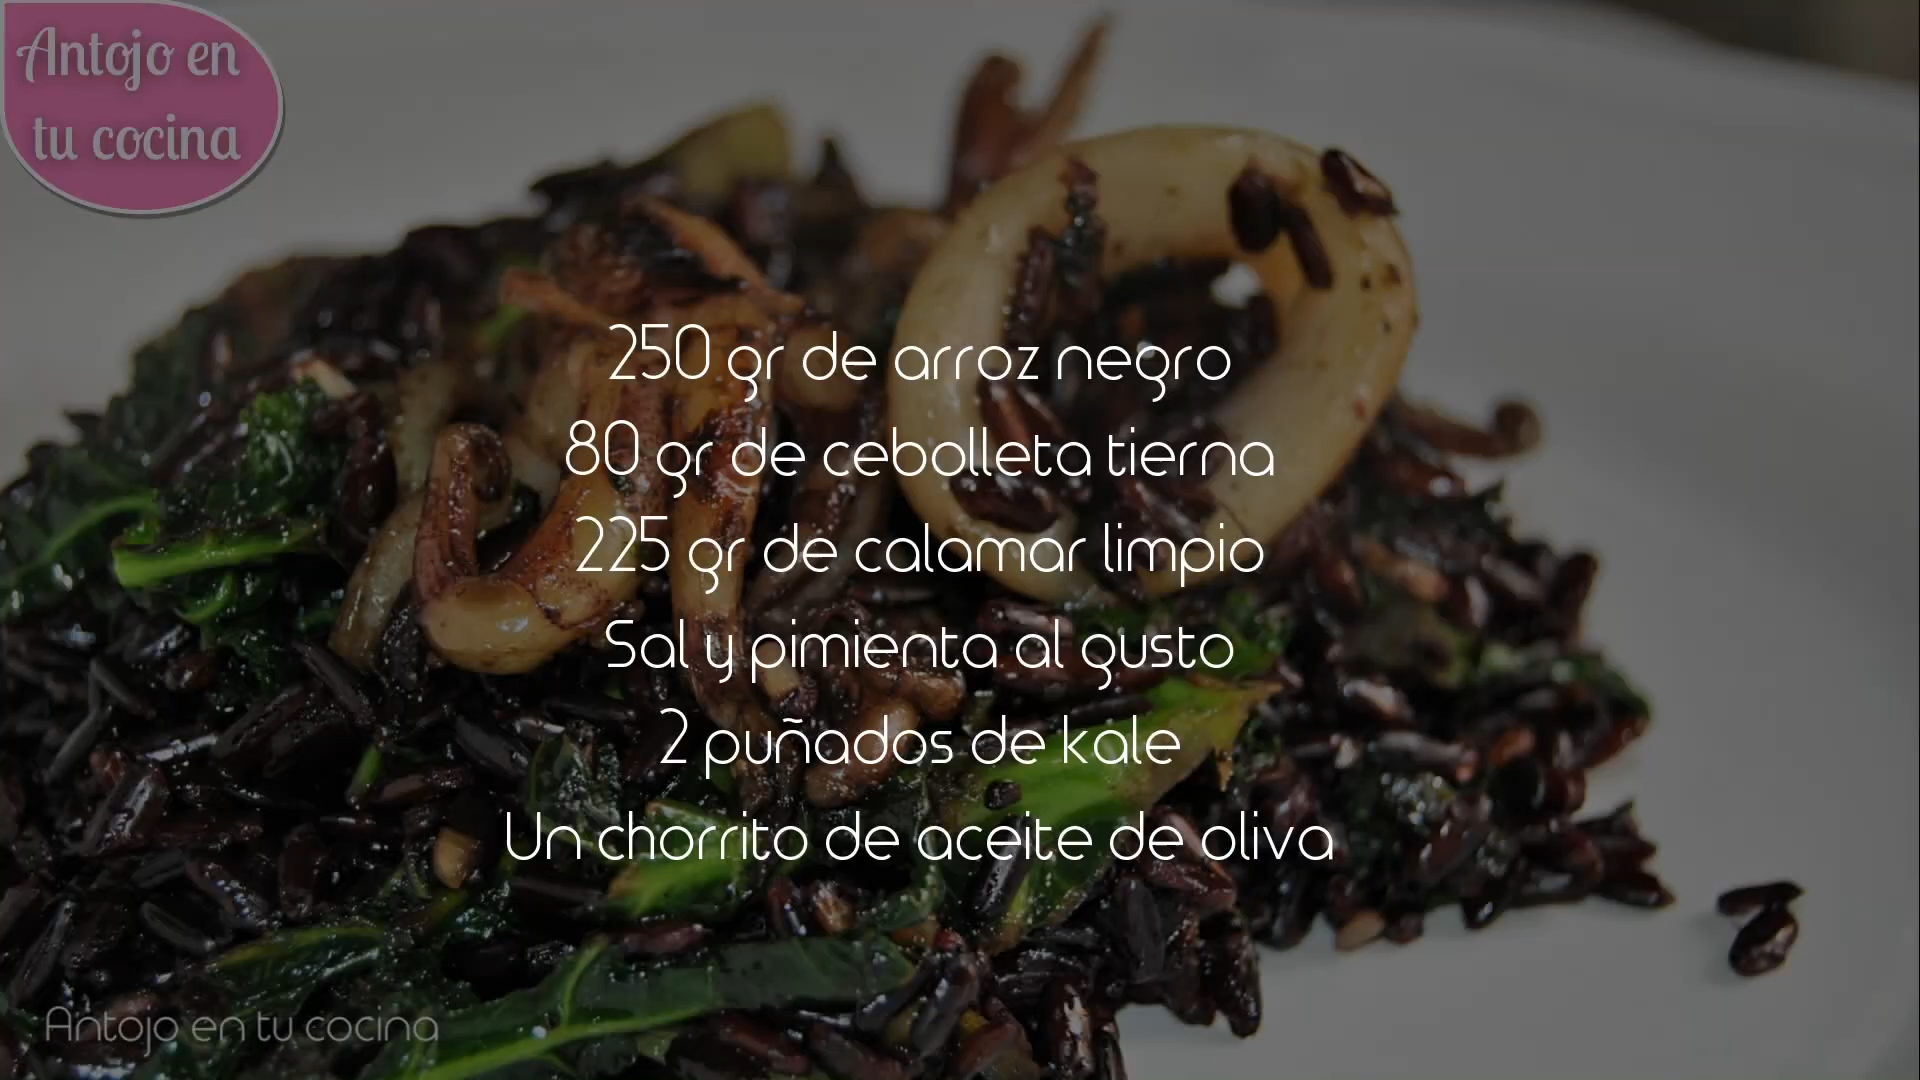 Antojo en
tu cocina
250 gr de arroz negro
80 gr de cebolleta tierna
225 gr de calamar limpio
Sal y pimienta al gusto
2 puñados de kale
Un chorrito de aceite de oliva
Antojo en tu cocina